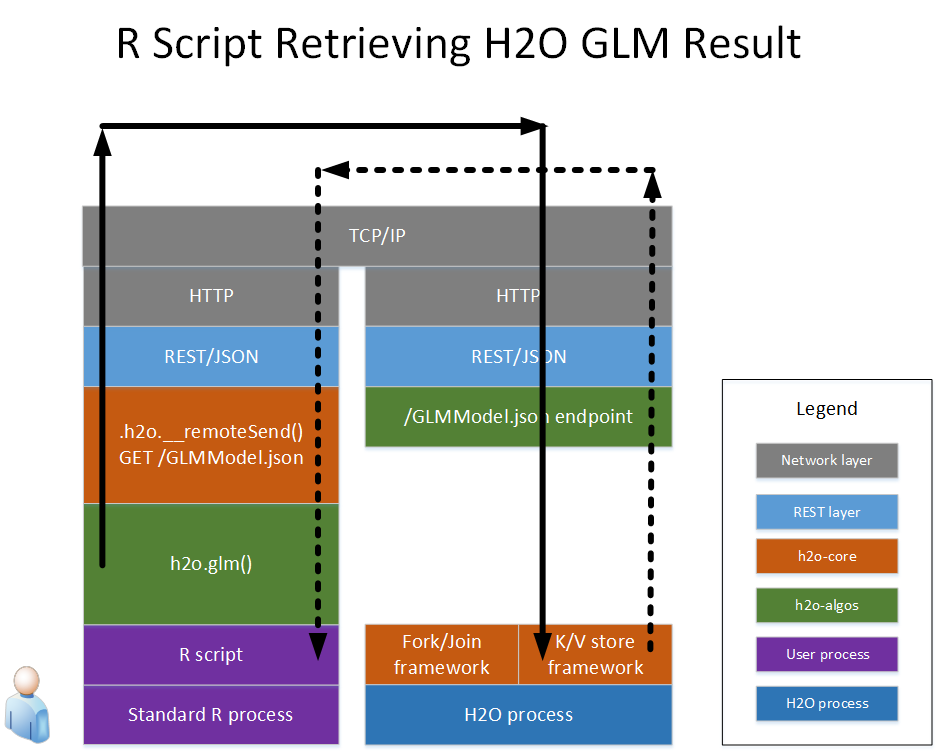 R Script Retrieving H2O GLM Result
TCP/IP
HTTP
HTTP
REST/JSON
REST/JSON
.h2o.__remoteSend()
GET /GLMModel.json
/GLMModel.json endpoint
h2o.glm()
R script
Fork/Join
framework
K/V store
framework
Standard R process
H2O process
Legend
Network layer
REST layer
h2o-core
h2o-algos
User process
H2O process